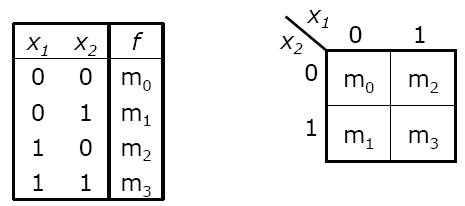 x₁ x₂ f
0 0 m₀
0 1 m₁
1 0 m₂
1 1 m₃
x₁
x₂ 0 1
0 m₀ m₂
1 m₁ m₃